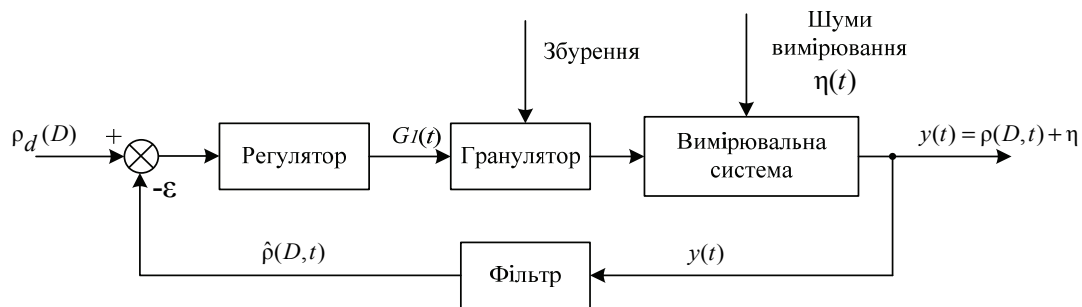 Шуми
вимірювання
η(t)
Збурення
ρd(D)
+
-ε
Регулятор
G1(t)
Гранулятор
Вимірювальна
система
y(t) = ρ(D,t) + η
ρ̂(D,t)
Фільтр
y(t)